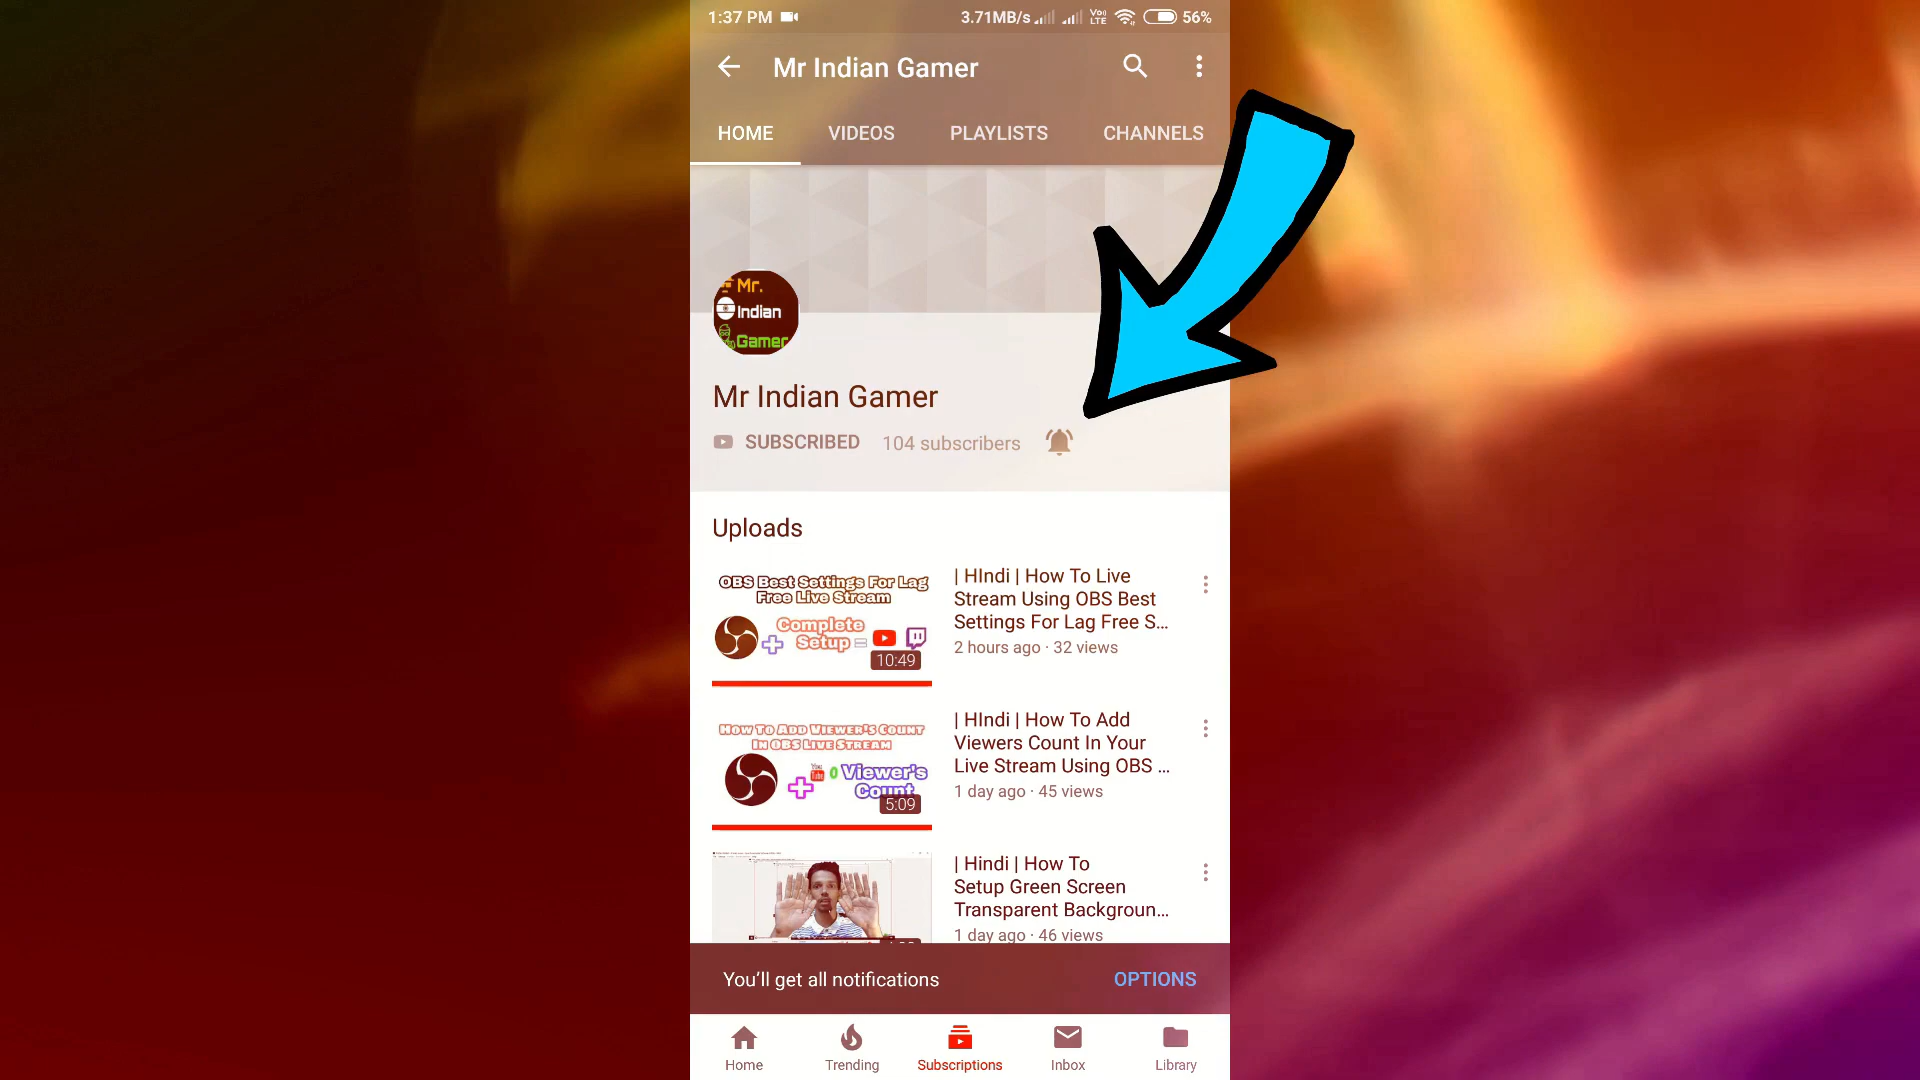 1:37 PM 3.71MB/s VoLTE 56%
Mr Indian Gamer
HOME VIDEOS PLAYLISTS CHANNELS
Mr.
Indian
Gamer
Mr Indian Gamer
SUBSCRIBED 104 subscribers
Uploads
OBS Best Settings For Lag
Free Live Stream
Complete
Setup =
10:49
| HIndi | How To Live
Stream Using OBS Best
Settings For Lag Free S...
2 hours ago · 32 views
How To Add Viewer's Count
In OBS Live Stream
You
Tube
0 Viewer's
Count
5:09
| HIndi | How To Add
Viewers Count In Your
Live Stream Using OBS ...
1 day ago · 45 views
| Hindi | How To
Setup Green Screen
Transparent Backgroun...
1 day ago · 46 views
You'll get all notifications OPTIONS
Home Trending Subscriptions Inbox Library